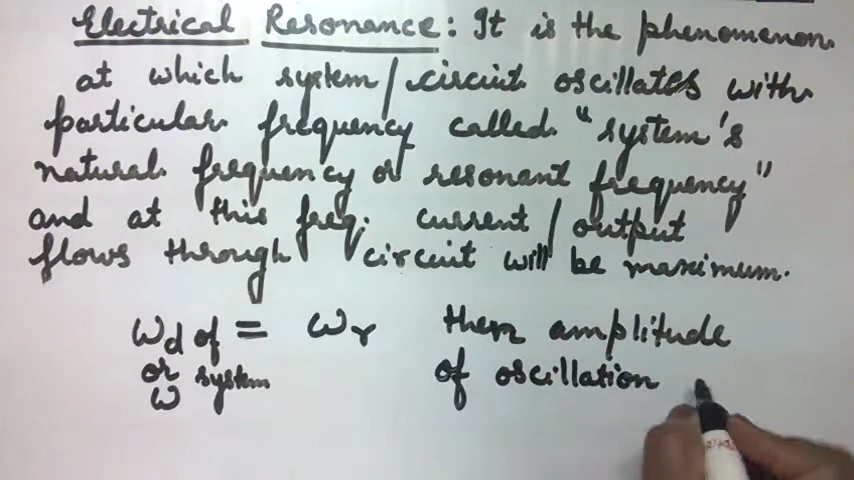 Electrical Resonance: It is the phenomenon
at which system/circuit oscillates with
particular frequency called "system's
natural frequency or resonant frequency"
and at this freq. current/output
flows through circuit will be maximum.
ωd of = ωr then amplitude
or system of oscillation
ω